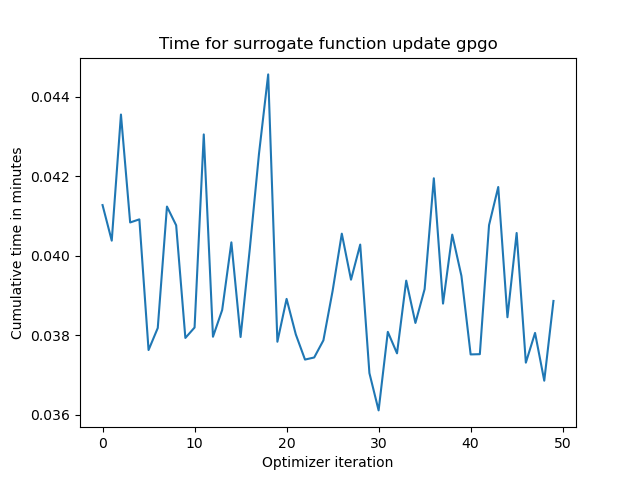 Time for surrogate function update gpgo
Cumulative time in minutes
0.044
0.042
0.040
0.038
0.036
0 10 20 30 40 50
Optimizer iteration